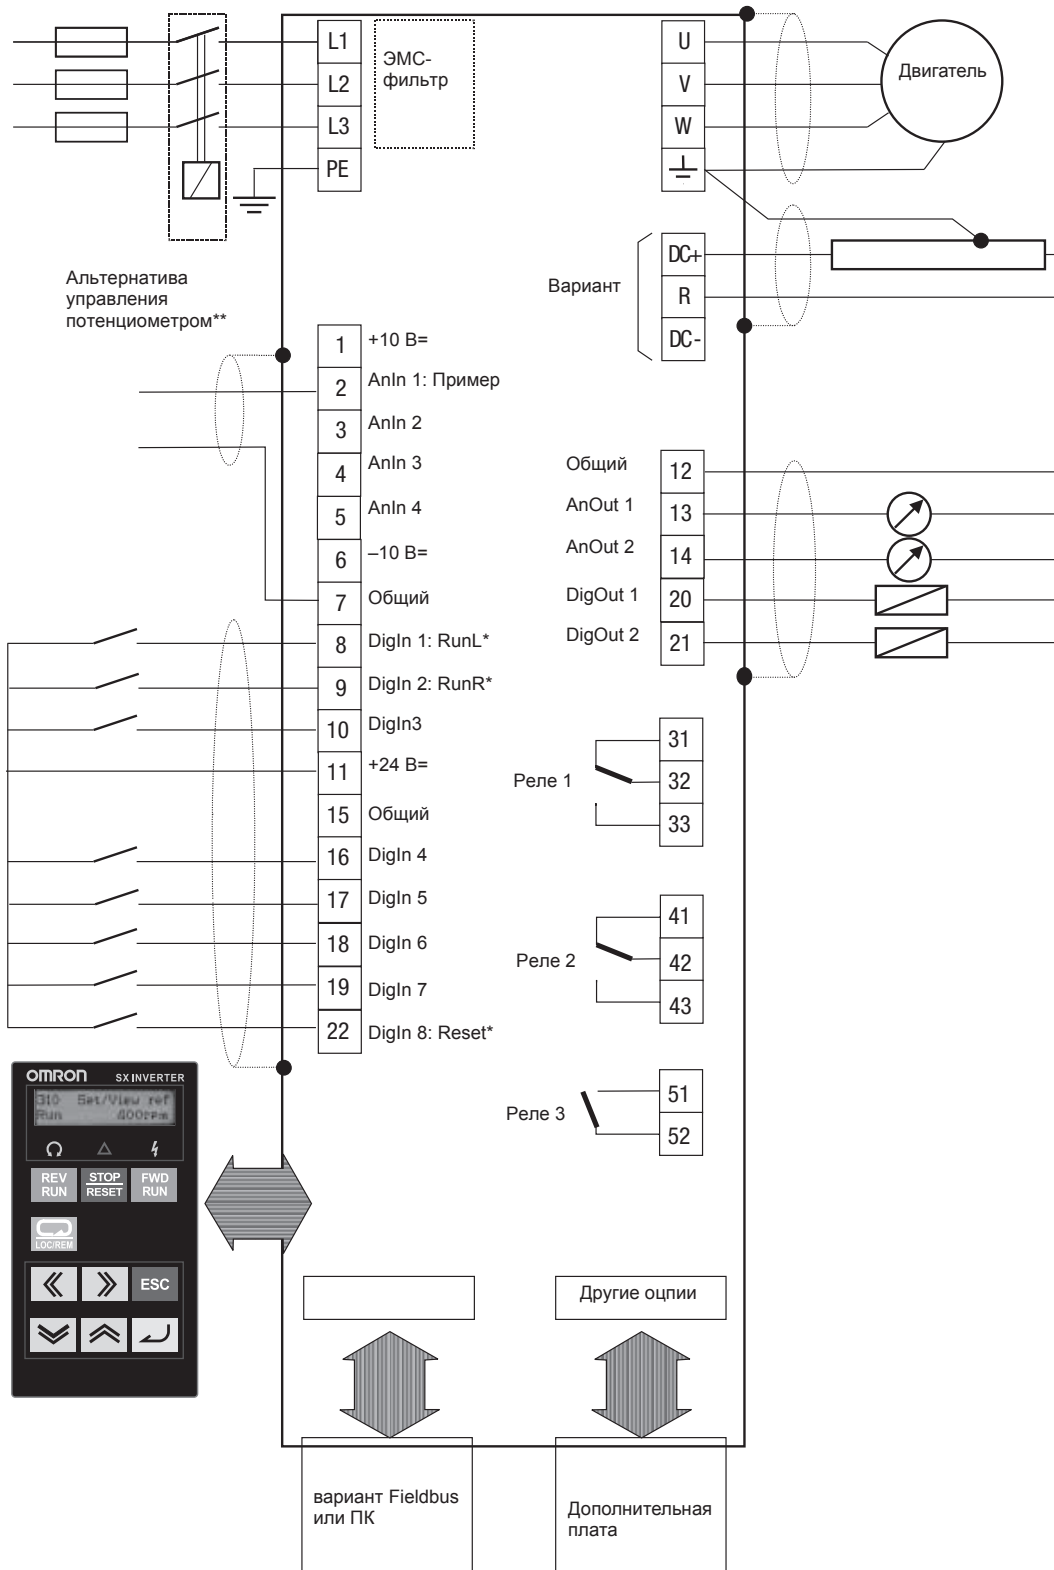 L1
L2
L3
PE
ЭМС-
фильтр
U
V
W
Двигатель
Вариант
DC+
R
DC-
Альтернатива
управления
потенциометром**
1 +10 В=
2 AnIn 1: Пример
3 AnIn 2
4 AnIn 3
5 AnIn 4
6 –10 В=
7 Общий
8 DigIn 1: RunL*
9 DigIn 2: RunR*
10 DigIn3
11 +24 В=
15 Общий
16 DigIn 4
17 DigIn 5
18 DigIn 6
19 DigIn 7
22 DigIn 8: Reset*
Общий 12
AnOut 1 13
AnOut 2 14
DigOut 1 20
DigOut 2 21
Реле 1
31
32
33
Реле 2
41
42
43
Реле 3
51
52
OMRON SX INVERTER
310 Set/View ref
Run 400rpm
REV
RUN
STOP
RESET
FWD
RUN
LOC/REM
ESC
Другие оцпии
вариант Fieldbus
или ПК
Дополнительная
плата